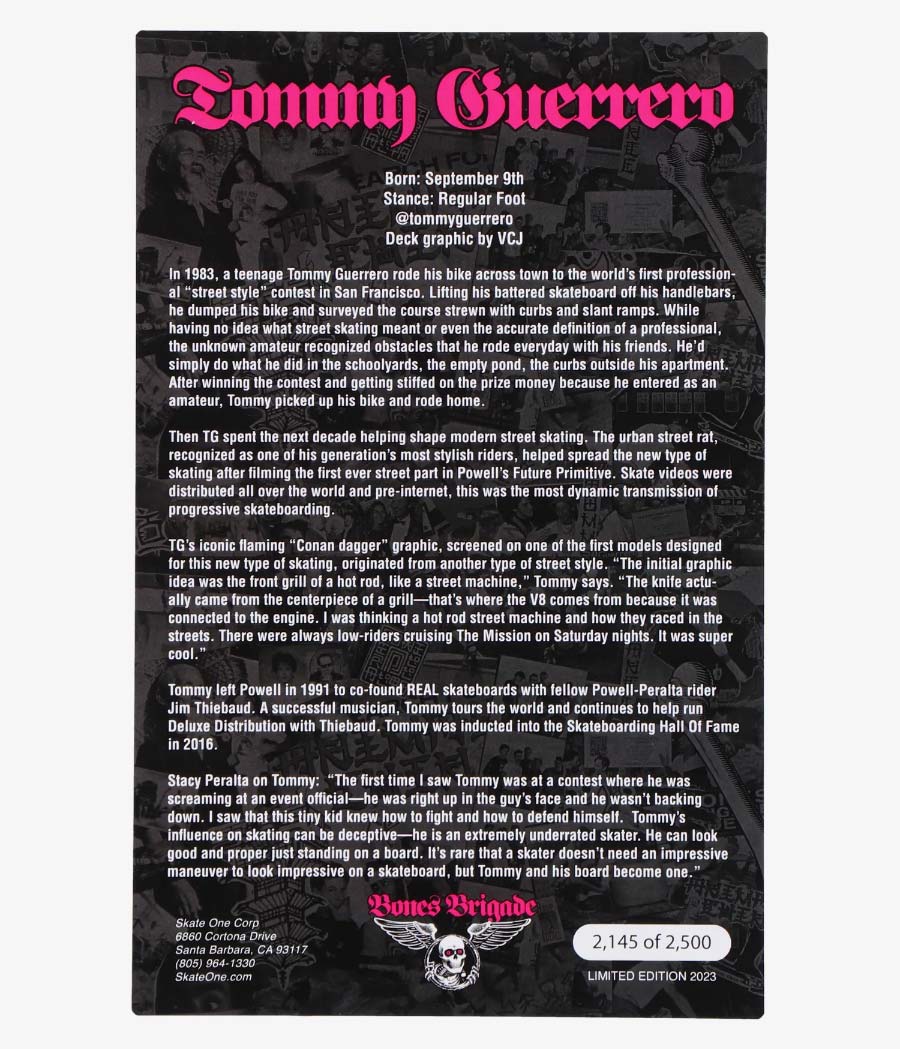 Tommy Guerrero
Born: September 9th
Stance: Regular Foot
@tommyguerrero
Deck graphic by VCJ
In 1983, a teenage Tommy Guerrero rode his bike across town to the world's first profession-
al “street style” contest in San Francisco. Lifting his battered skateboard off his handlebars,
he dumped his bike and surveyed the course strewn with curbs and slant ramps. While
having no idea what street skating meant or even the accurate definition of a professional,
the unknown amateur recognized obstacles that he rode everyday with his friends. He'd
simply do what he did in the schoolyards, the empty pond, the curbs outside his apartment.
After winning the contest and getting stiffed on the prize money because he entered as an
amateur, Tommy picked up his bike and rode home.
Then TG spent the next decade helping shape modern street skating. The urban street rat,
recognized as one of his generation's most stylish riders, helped spread the new type of
skating after filming the first ever street part in Powell's Future Primitive. Skate videos were
distributed all over the world and pre-internet, this was the most dynamic transmission of
progressive skateboarding.
TG's iconic flaming “Conan dagger” graphic, screened on one of the first models designed
for this new type of skating, originated from another type of street style. “The initial graphic
idea was the front grill of a hot rod, like a street machine,” Tommy says. “The knife actu-
ally came from the centerpiece of a grill—that's where the V8 comes from because it was
connected to the engine. I was thinking a hot rod street machine and how they raced in the
streets. There were always low-riders cruising The Mission on Saturday nights. It was super
cool.”
Tommy left Powell in 1991 to co-found REAL skateboards with fellow Powell-Peralta rider
Jim Thiebaud. A successful musician, Tommy tours the world and continues to help run
Deluxe Distribution with Thiebaud. Tommy was inducted into the Skateboarding Hall Of Fame
in 2016.
Stacy Peralta on Tommy: “The first time I saw Tommy was at a contest where he was
screaming at an event official—he was right up in the guy's face and he wasn't backing
down. I saw that this tiny kid knew how to fight and how to defend himself. Tommy's
influence on skating can be deceptive—he is an extremely underrated skater. He can look
good and proper just standing on a board. It's rare that a skater doesn't need an impressive
maneuver to look impressive on a skateboard, but Tommy and his board become one.”
Bones Brigade
Skate One Corp
6860 Cortona Drive
Santa Barbara, CA 93117
(805) 964-1330
SkateOne.com
2,145 of 2,500
LIMITED EDITION 2023